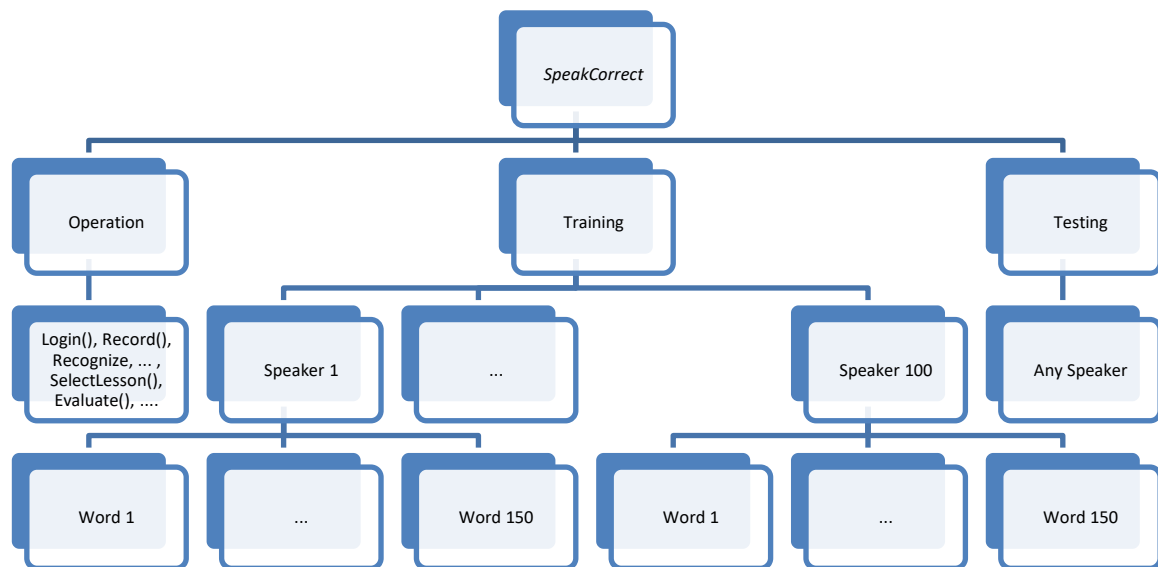 SpeakCorrect
Operation
Training
Testing
Login(), Record(),
Recognize, ... ,
SelectLesson(),
Evaluate(), ....
Speaker 1
...
Speaker 100
Any Speaker
Word 1
...
Word 150
Word 1
...
Word 150